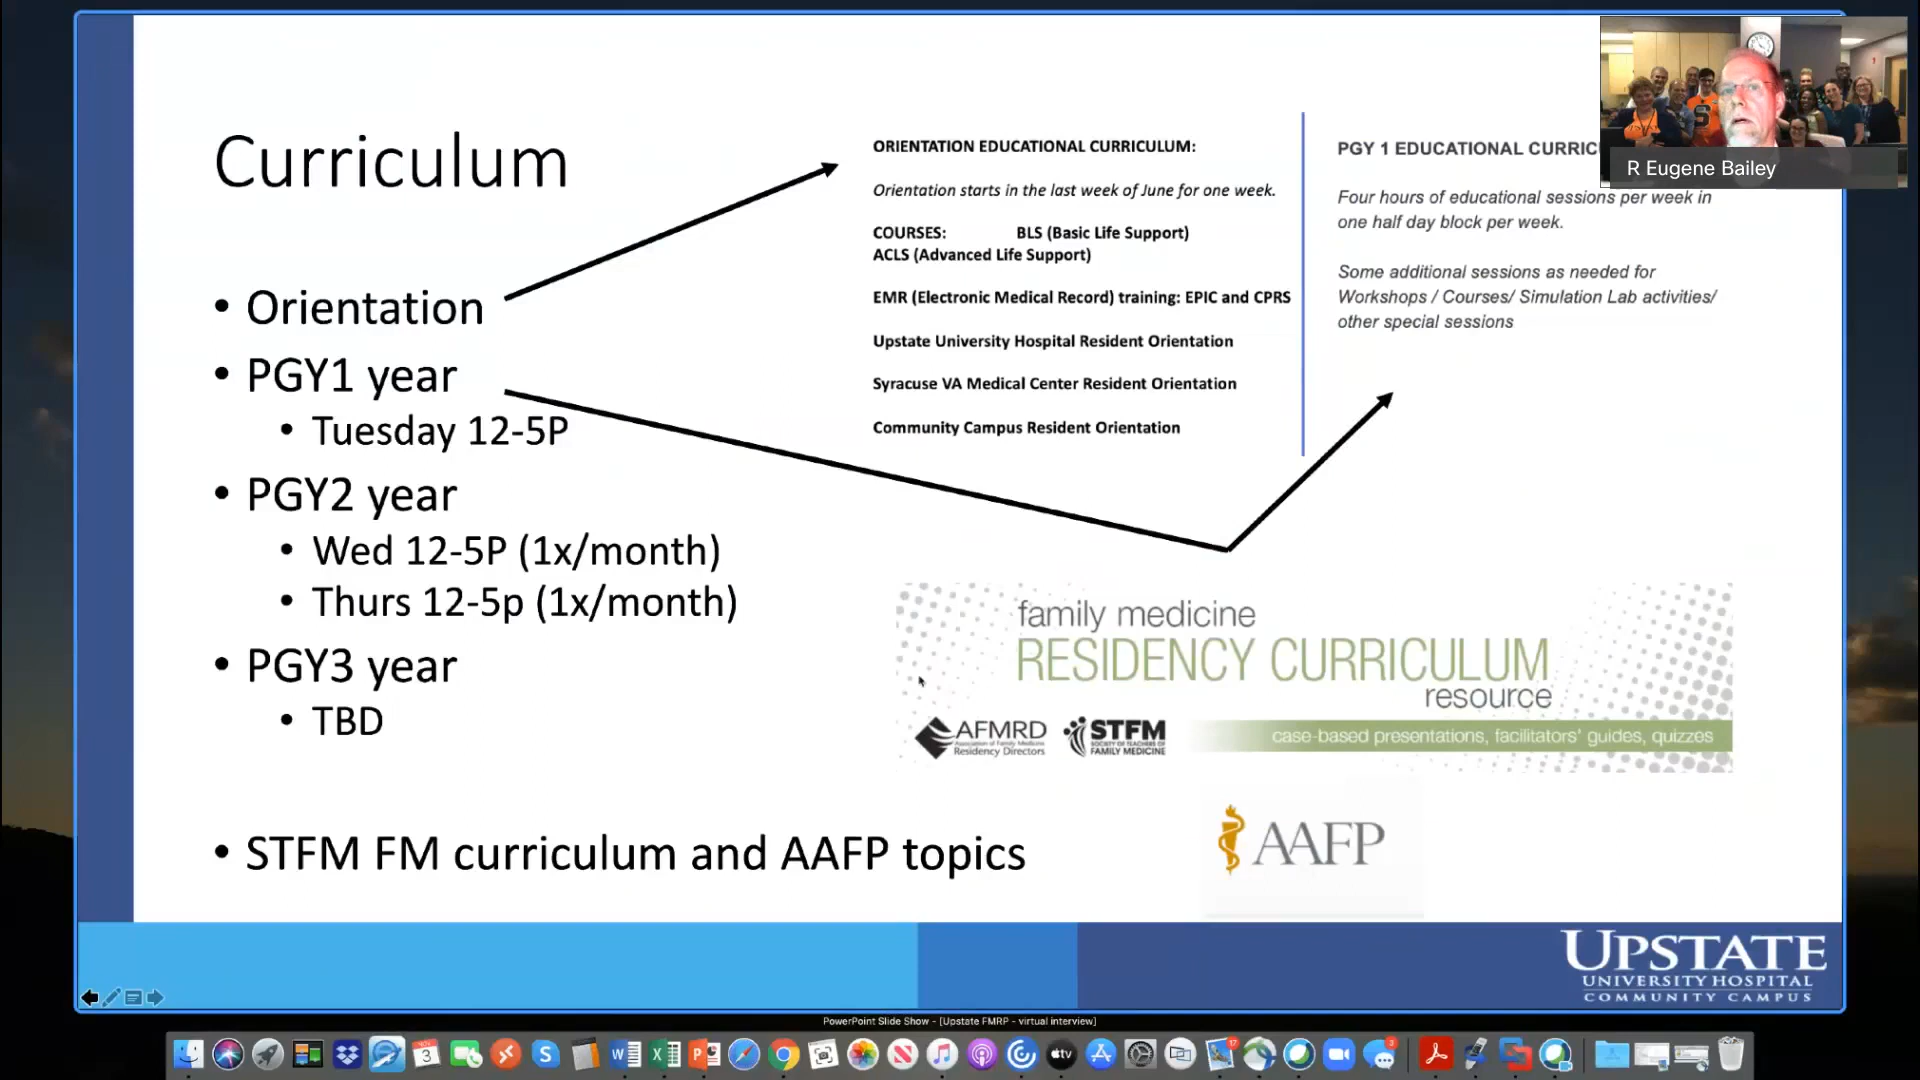 Curriculum
• Orientation
• PGY1 year
• Tuesday 12-5P
• PGY2 year
• Wed 12-5P (1x/month)
• Thurs 12-5p (1x/month)
• PGY3 year
• TBD
• STFM FM curriculum and AAFP topics
ORIENTATION EDUCATIONAL CURRICULUM:
Orientation starts in the last week of June for one week.
COURSES: BLS (Basic Life Support)
ACLS (Advanced Life Support)
EMR (Electronic Medical Record) training: EPIC and CPRS
Upstate University Hospital Resident Orientation
Syracuse VA Medical Center Resident Orientation
Community Campus Resident Orientation
PGY 1 EDUCATIONAL CURRIC
Four hours of educational sessions per week in
one half day block per week.
Some additional sessions as needed for
Workshops / Courses/ Simulation Lab activities/
other special sessions
R Eugene Bailey
family medicine
RESIDENCY CURRICULUM
resource
AFMRD
Association of Family Medicine
Residency Directors
STFM
SOCIETY OF TEACHERS OF
FAMILY MEDICINE
case-based presentations, facilitators' guides, quizzes
AAFP
UPSTATE
UNIVERSITY HOSPITAL
COMMUNITY CAMPUS
PowerPoint Slide Show - [Upstate FMRP - virtual interview]
NOV
3
tv
17
3